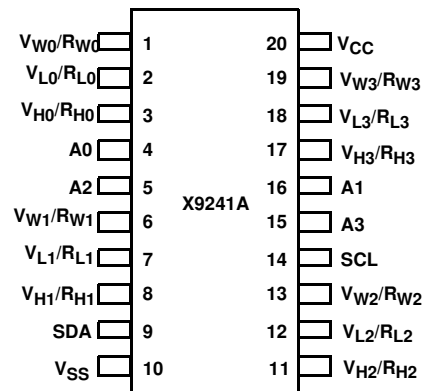 VW0/RW0 1 20 VCC
VL0/RL0 2 19 VW3/RW3
VH0/RH0 3 18 VL3/RL3
A0 4 17 VH3/RH3
A2 5 16 A1
X9241A
VW1/RW1 6 15 A3
VL1/RL1 7 14 SCL
VH1/RH1 8 13 VW2/RW2
SDA 9 12 VL2/RL2
VSS 10 11 VH2/RH2